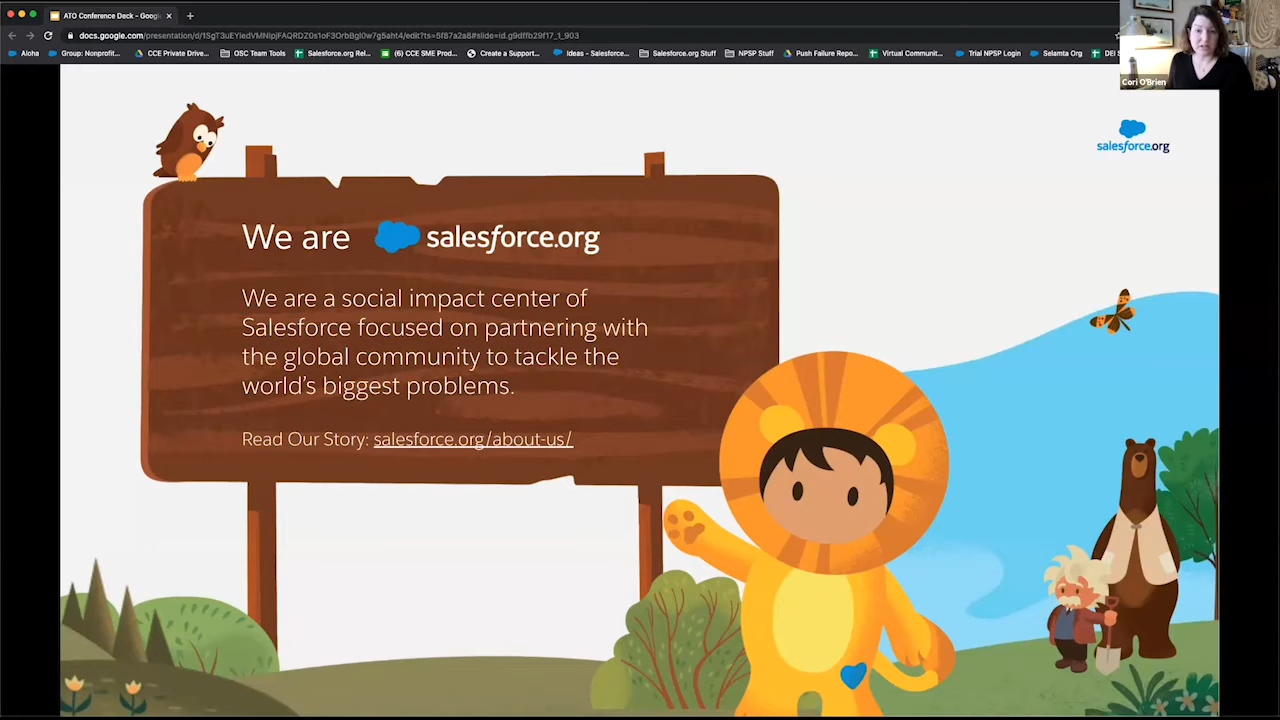 ATO Conference Deck - Googl
docs.google.com/presentation/d/1SgT3uEYiedVMNIpjFAQRDZ0s1oF3OrbBgl0w7g5aht4/edit?ts=5f87a2a8#slide=id.g9dffb29f17_1_903
Aloha
Group: Nonprofit...
CCE Private Drive...
OSC Team Tools
Salesforce.org Rel...
(6) CCE SME Prod...
Create a Support...
Ideas - Salesforce...
Salesforce.org Stuff
NPSP Stuff
Push Failure Repo...
Virtual Communit...
Trial NPSP Login
Selamta Org
DEI S
Cori O'Brien
salesforce.org
We are salesforce.org
We are a social impact center of
Salesforce focused on partnering with
the global community to tackle the
world's biggest problems.
Read Our Story: salesforce.org/about-us/